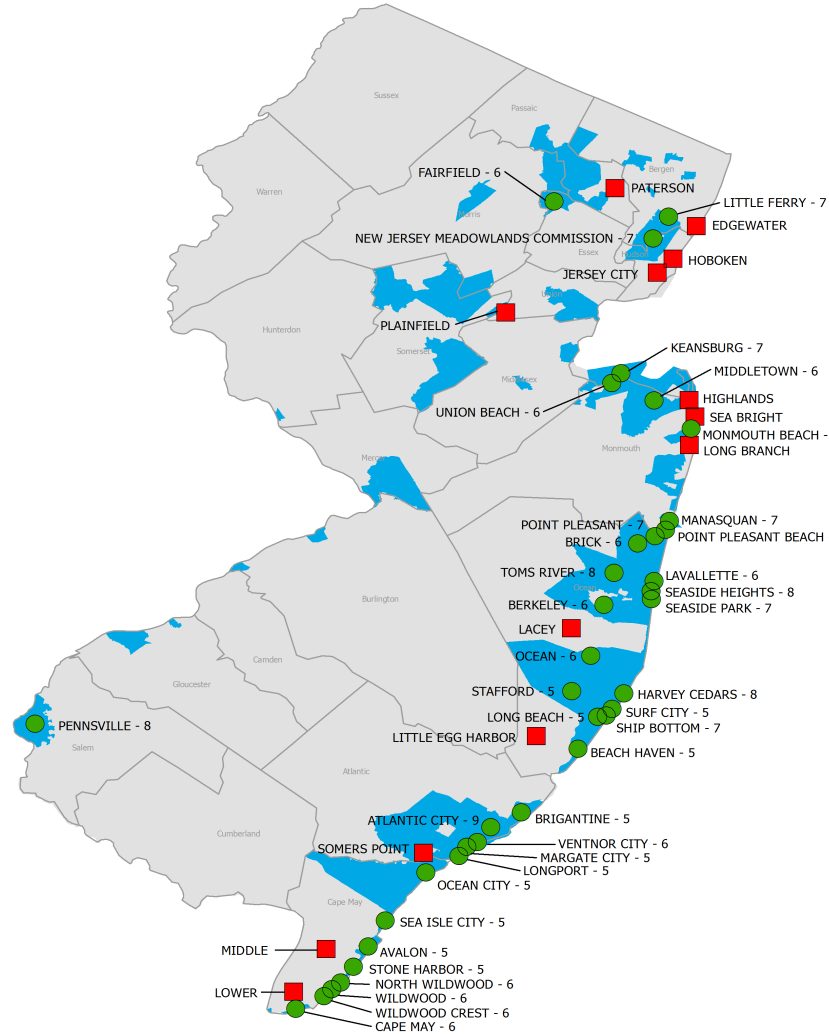 Sussex
Passaic
Bergen
FAIRFIELD - 6
PATERSON
Warren
LITTLE FERRY - 7
Morris
EDGEWATER
NEW JERSEY MEADOWLANDS COMMISSION - 7
Essex
Hudson
HOBOKEN
JERSEY CITY
Union
PLAINFIELD
Hunterdon
Somerset
KEANSBURG - 7
MIDDLETOWN - 6
Middlesex
HIGHLANDS
UNION BEACH - 6
SEA BRIGHT
MONMOUTH BEACH -
Monmouth
LONG BRANCH
Mercer
POINT PLEASANT - 7
MANASQUAN - 7
POINT PLEASANT BEACH
BRICK - 6
TOMS RIVER - 8
LAVALLETTE - 6
Ocean
SEASIDE HEIGHTS - 8
Burlington
BERKELEY - 6
SEASIDE PARK - 7
LACEY
OCEAN - 6
Camden
Gloucester
STAFFORD - 5
HARVEY CEDARS - 8
SURF CITY - 5
LONG BEACH - 5
PENNSVILLE - 8
SHIP BOTTOM - 7
LITTLE EGG HARBOR
Salem
BEACH HAVEN - 5
Atlantic
ATLANTIC CITY - 9
BRIGANTINE - 5
Cumberland
VENTNOR CITY - 6
SOMERS POINT
MARGATE CITY - 5
LONGPORT - 5
OCEAN CITY - 5
Cape May
SEA ISLE CITY - 5
MIDDLE
AVALON - 5
STONE HARBOR - 5
NORTH WILDWOOD - 6
LOWER
WILDWOOD - 6
WILDWOOD CREST - 6
CAPE MAY - 6